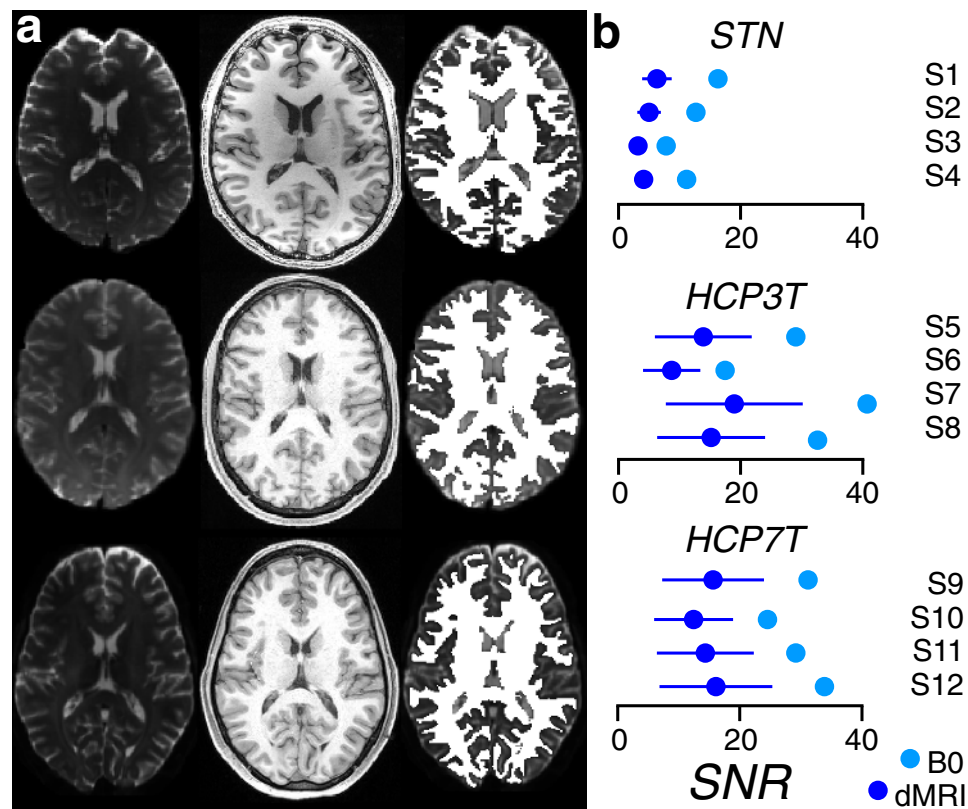 a
b
STN
S1
S2
S3
S4
0 20 40
HCP3T
S5
S6
S7
S8
0 20 40
HCP7T
S9
S10
S11
S12
0 20 40
SNR
B0
dMRI